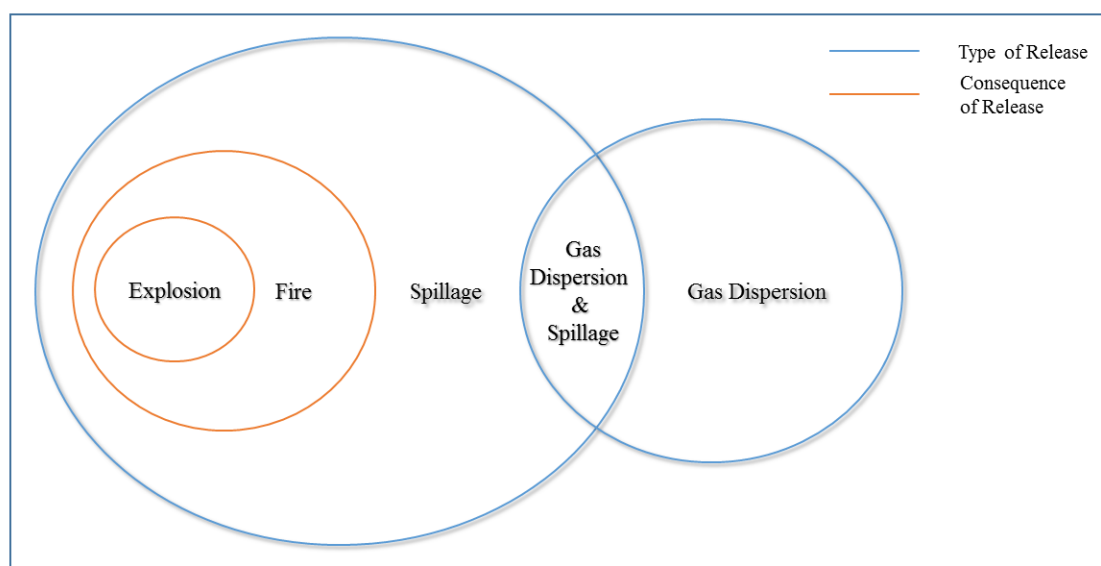 Type of Release
Consequence
of Release
Explosion
Fire
Spillage
Gas
Dispersion
&
Spillage
Gas Dispersion